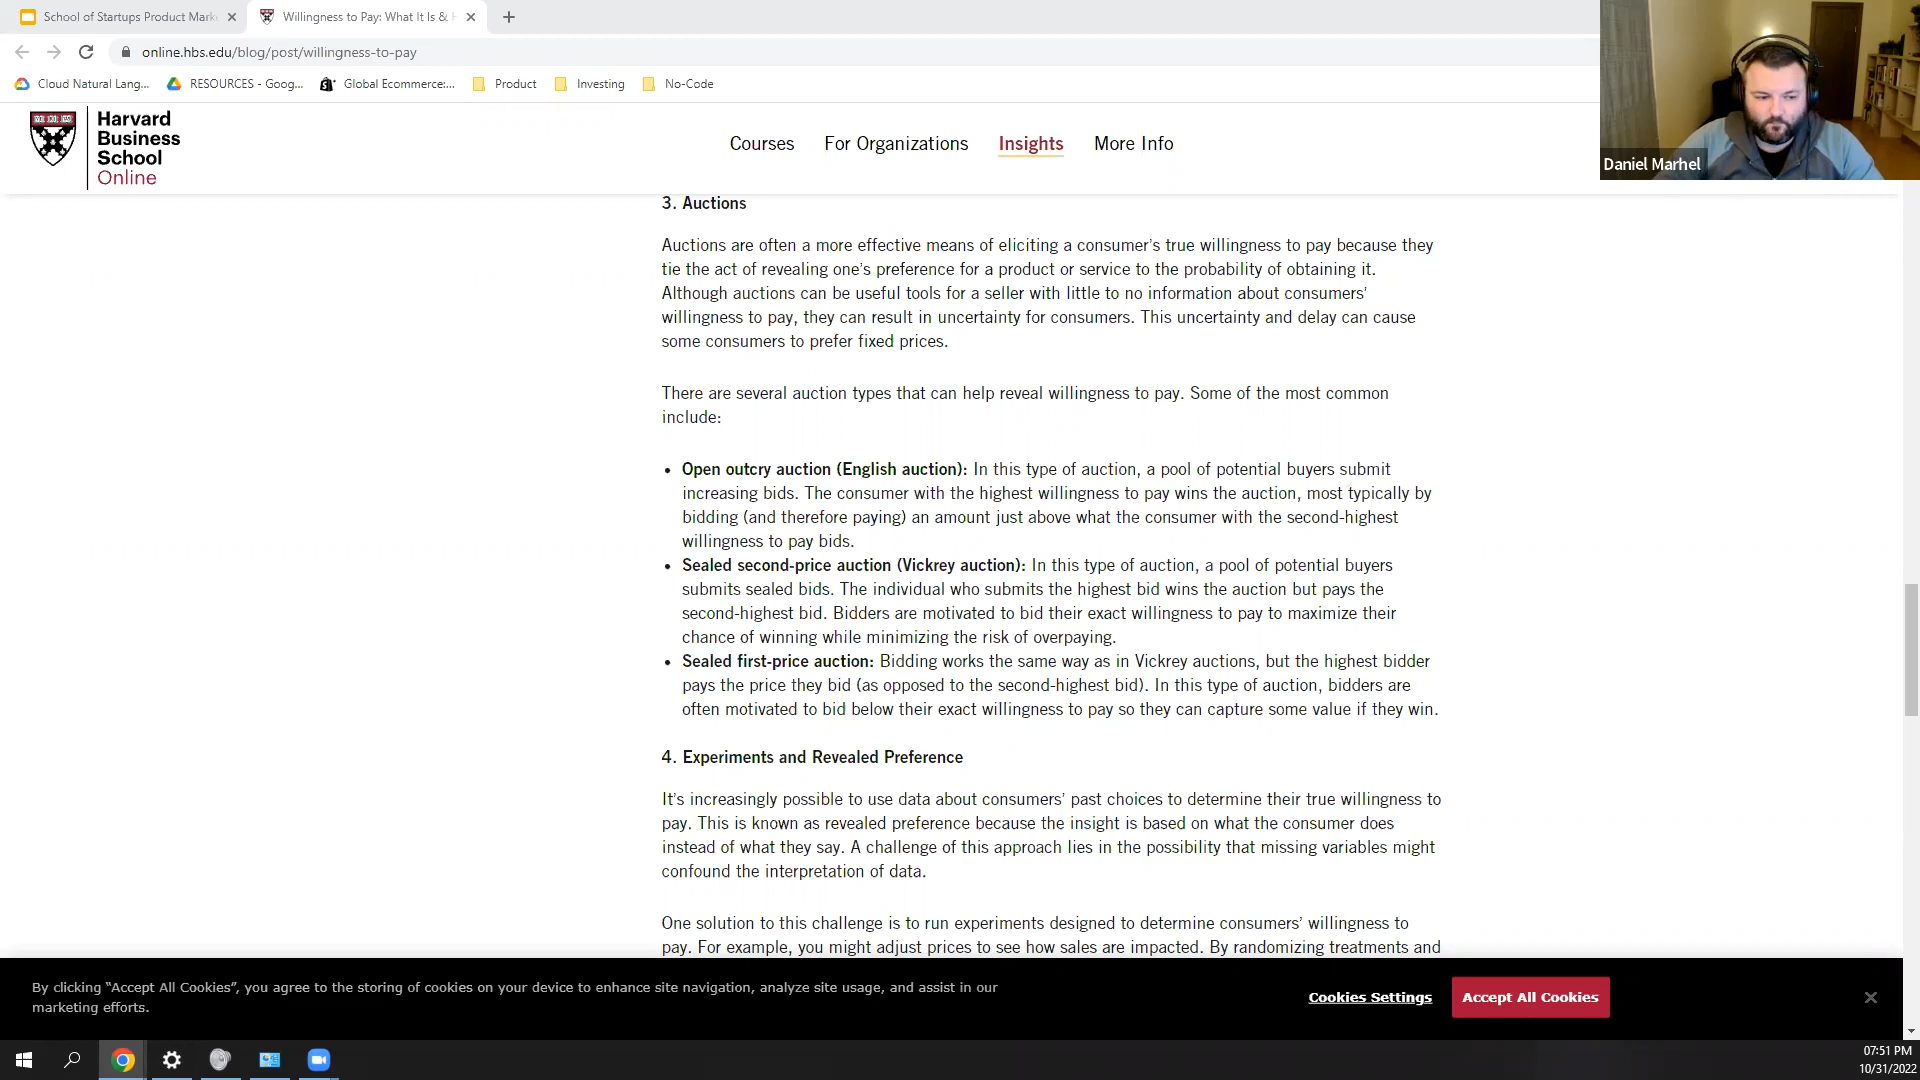 School of Startups Product Mark
Willingness to Pay: What It Is &
online.hbs.edu/blog/post/willingness-to-pay
Cloud Natural Lang...
RESOURCES - Goog...
Global Ecommerce:...
Product
Investing
No-Code
Harvard
Business
School
Online
Courses
For Organizations
Insights
More Info
Daniel Marhel
3. Auctions
Auctions are often a more effective means of eliciting a consumer’s true willingness to pay because they
tie the act of revealing one’s preference for a product or service to the probability of obtaining it.
Although auctions can be useful tools for a seller with little to no information about consumers’
willingness to pay, they can result in uncertainty for consumers. This uncertainty and delay can cause
some consumers to prefer fixed prices.
There are several auction types that can help reveal willingness to pay. Some of the most common
include:
• Open outcry auction (English auction): In this type of auction, a pool of potential buyers submit
increasing bids. The consumer with the highest willingness to pay wins the auction, most typically by
bidding (and therefore paying) an amount just above what the consumer with the second-highest
willingness to pay bids.
• Sealed second-price auction (Vickrey auction): In this type of auction, a pool of potential buyers
submits sealed bids. The individual who submits the highest bid wins the auction but pays the
second-highest bid. Bidders are motivated to bid their exact willingness to pay to maximize their
chance of winning while minimizing the risk of overpaying.
• Sealed first-price auction: Bidding works the same way as in Vickrey auctions, but the highest bidder
pays the price they bid (as opposed to the second-highest bid). In this type of auction, bidders are
often motivated to bid below their exact willingness to pay so they can capture some value if they win.
4. Experiments and Revealed Preference
It’s increasingly possible to use data about consumers’ past choices to determine their true willingness to
pay. This is known as revealed preference because the insight is based on what the consumer does
instead of what they say. A challenge of this approach lies in the possibility that missing variables might
confound the interpretation of data.
One solution to this challenge is to run experiments designed to determine consumers’ willingness to
pay. For example, you might adjust prices to see how sales are impacted. By randomizing treatments and
By clicking “Accept All Cookies”, you agree to the storing of cookies on your device to enhance site navigation, analyze site usage, and assist in our
marketing efforts.
Cookies Settings
Accept All Cookies
07:51 PM
10/31/2022